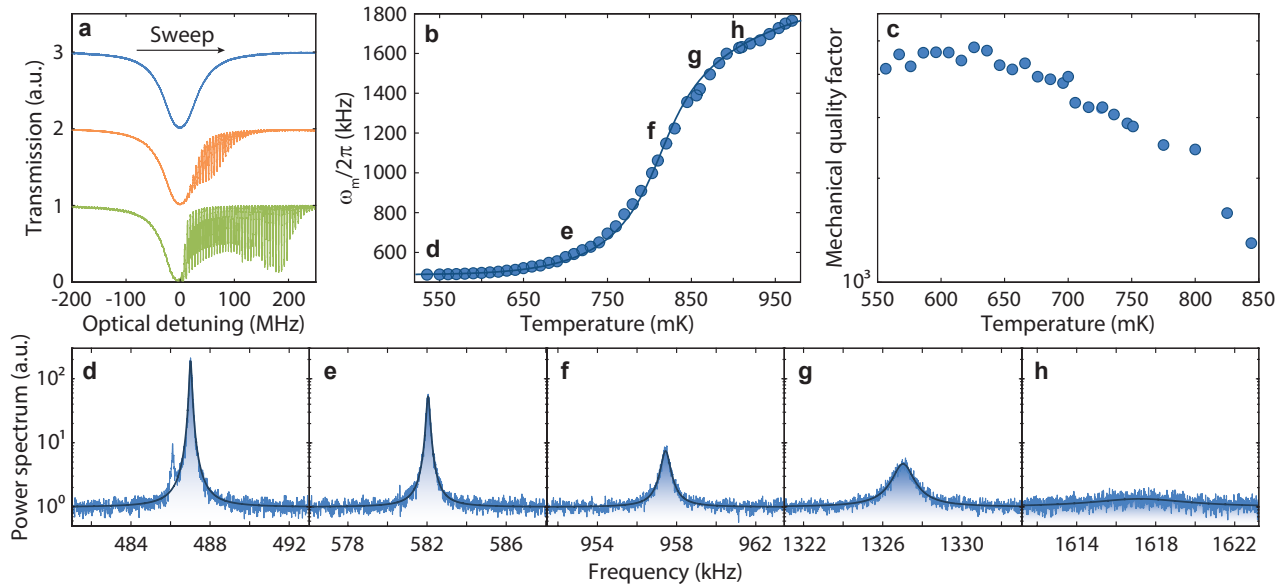 a
Sweep
Transmission (a.u.)
3
2
1
0
-200
-100
0
100
200
Optical detuning (MHz)
b
ω_m/2π (kHz)
1800
1600
1400
1200
1000
800
600
d
e
f
g
h
550
650
750
850
950
Temperature (mK)
c
Mechanical quality factor
10³
550
600
650
700
750
800
850
Temperature (mK)
Power spectrum (a.u.)
10²
10¹
10⁰
d
484
488
492
e
578
582
586
f
954
958
962
g
1322
1326
1330
h
1614
1618
1622
Frequency (kHz)